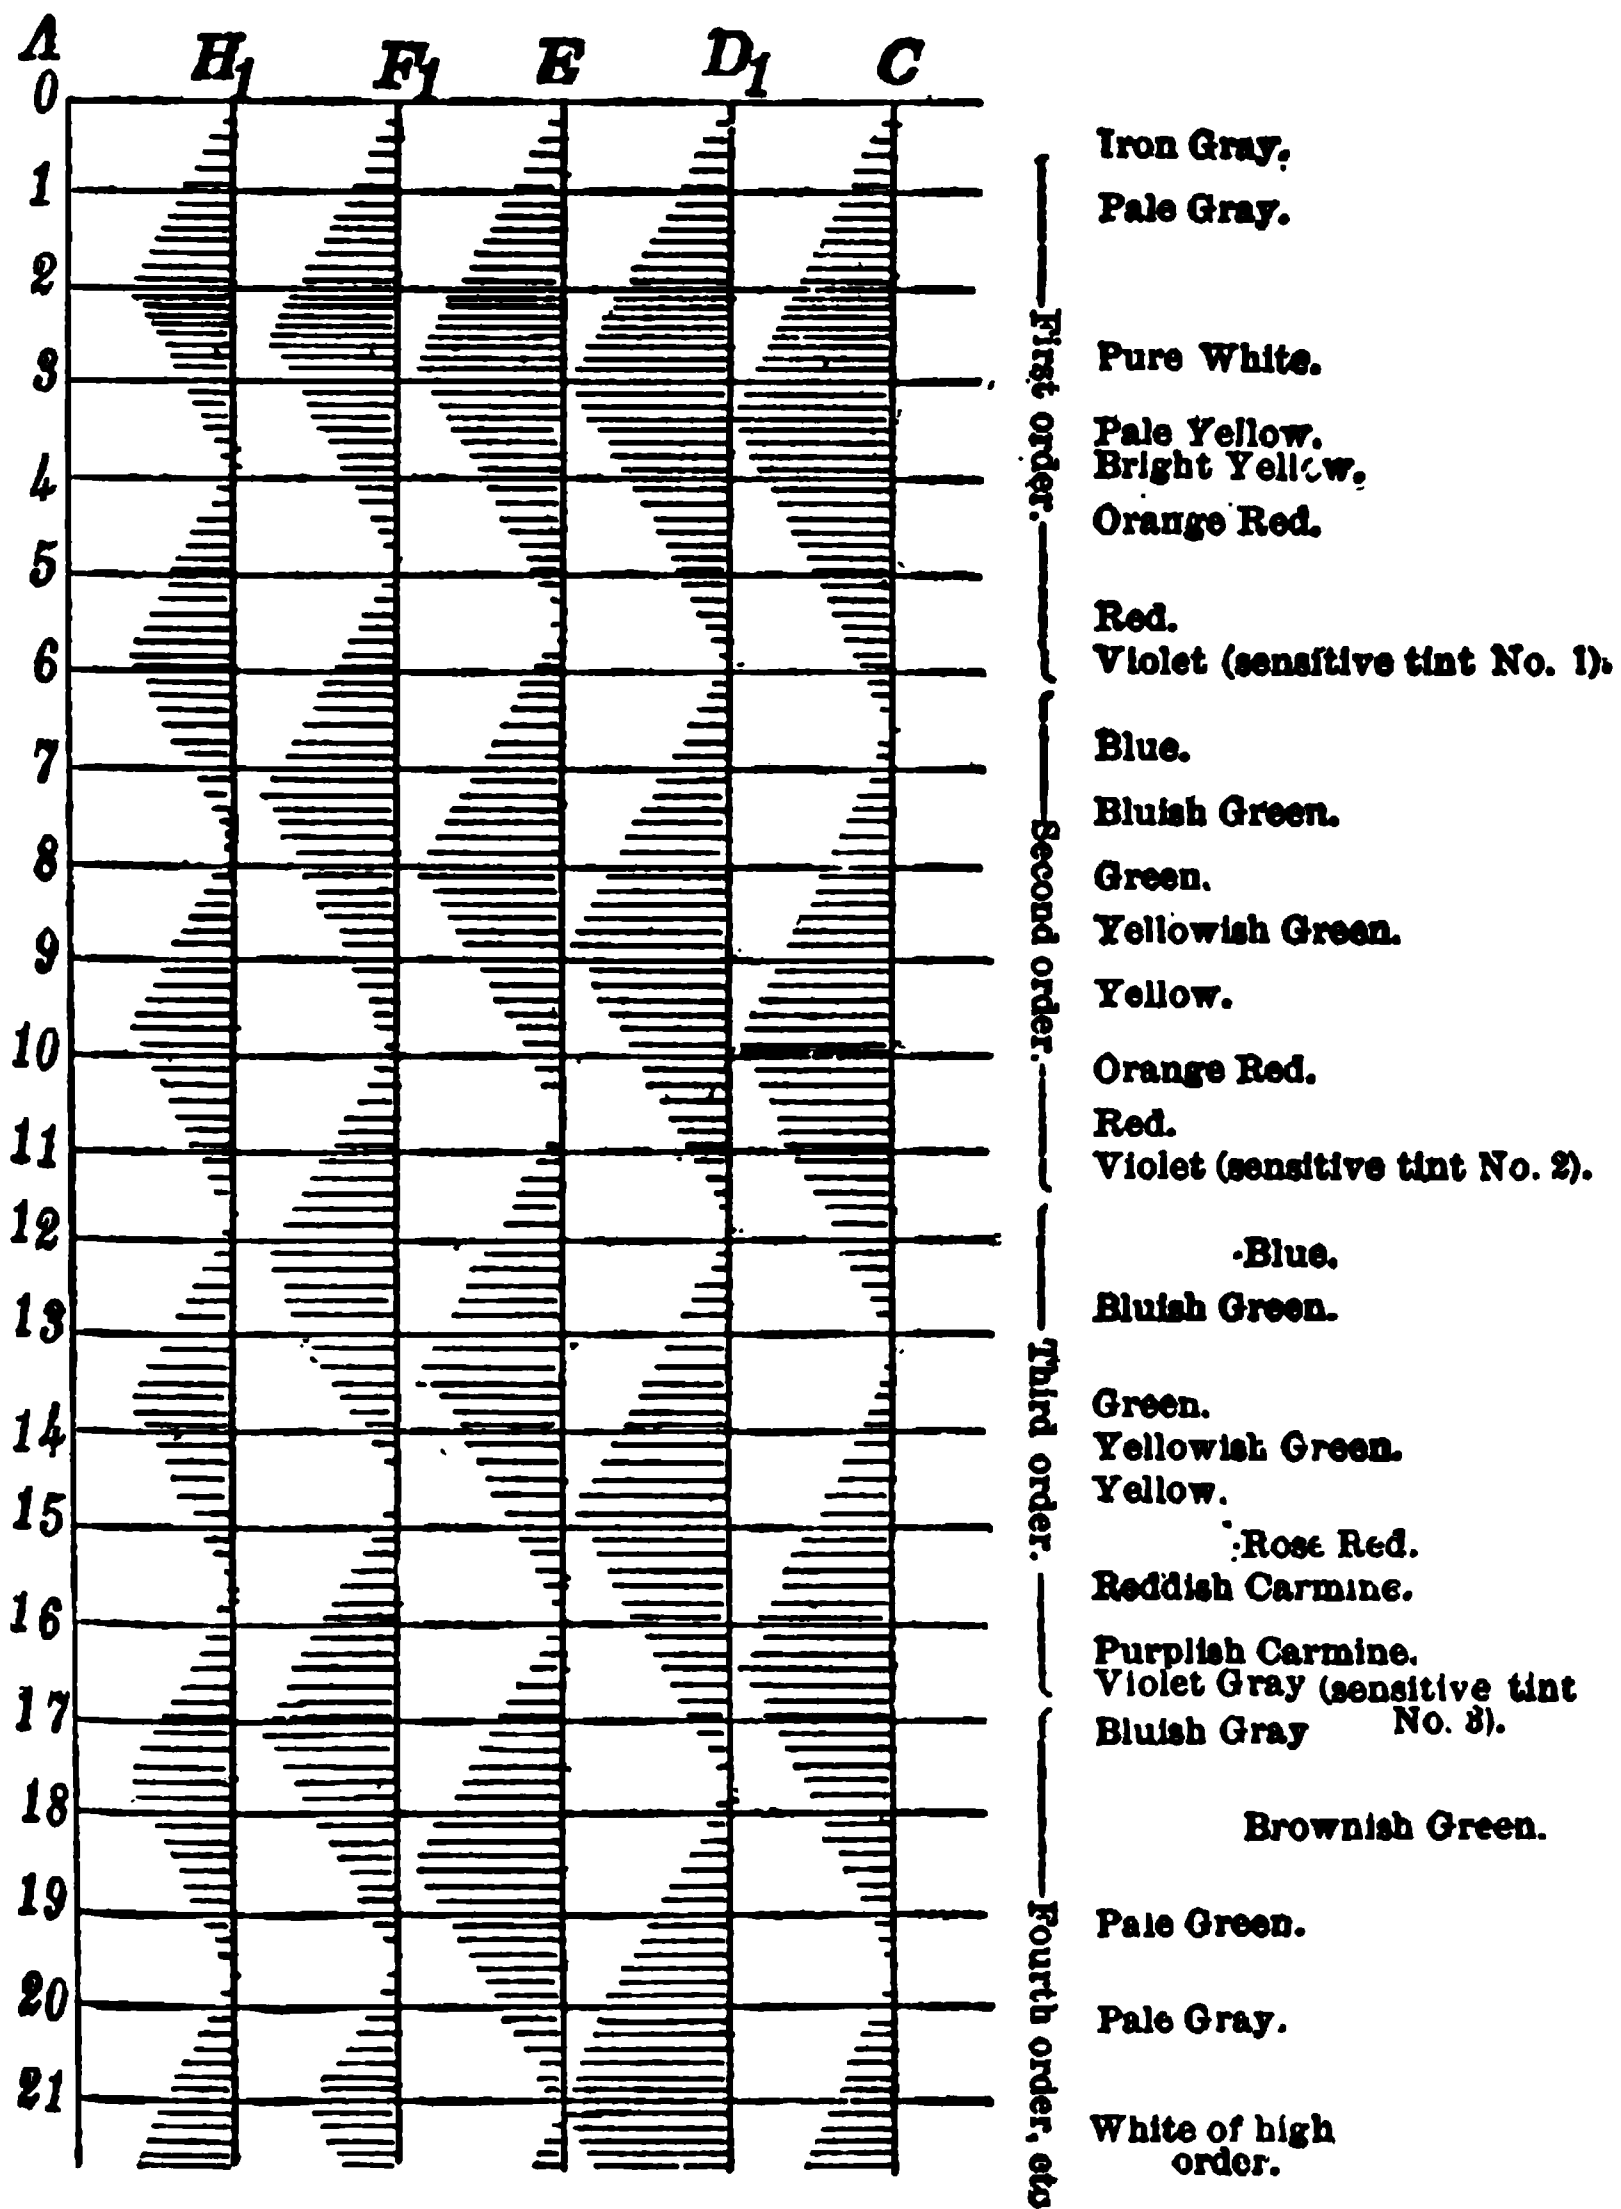 Λ H1 F1 E D1 C
0
1
2
3
4
5
6
7
8
9
10
11
12
13
14
15
16
17
18
19
20
21
First order.
Second order.
Third order.
Fourth order, etc
Iron Gray.
Pale Gray.
Pure White.
Pale Yellow.
Bright Yellow.
Orange Red.
Red.
Violet (sensitive tint No. 1).
Blue.
Bluish Green.
Green.
Yellowish Green.
Yellow.
Orange Red.
Red.
Violet (sensitive tint No. 2).
Blue.
Bluish Green.
Green.
Yellowish Green.
Yellow.
Rose Red.
Reddish Carmine.
Purplish Carmine.
Violet Gray (sensitive tint
No. 3).
Bluish Gray
Brownish Green.
Pale Green.
Pale Gray.
White of high
order.